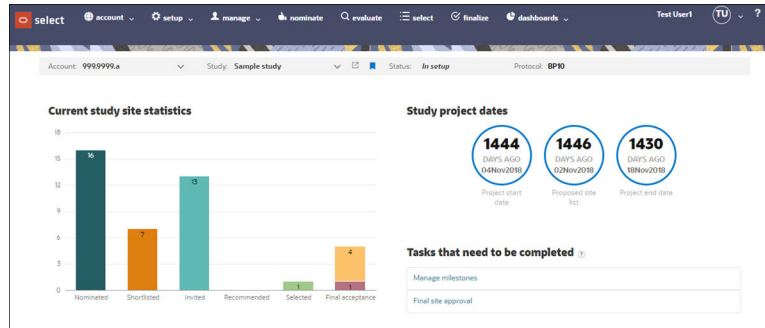 select account setup manage nominate evaluate select finalize dashboards Test User1 TU ?
Account: 999.9999.a Study: Sample study Status: In setup Protocol: BP10
Current study site statistics
18
15
12
9
6
3
0
16
7
13
1
4
1
Nominated Shortlisted Invited Recommended Selected Final acceptance
Study project dates
1444
DAYS AGO
04Nov2018
Project start
date
1446
DAYS AGO
02Nov2018
Proposed site
list
1430
DAYS AGO
18Nov2018
Project end date
Tasks that need to be completed ?
Manage milestones
Final site approval